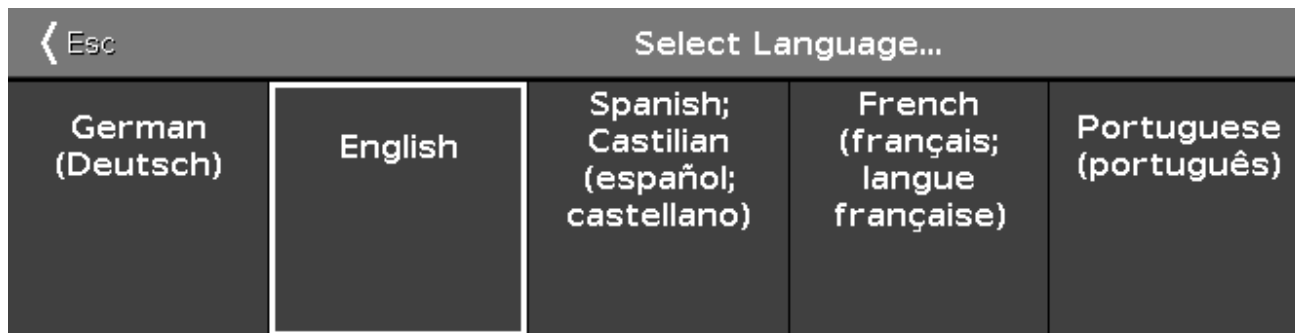 Esc
Select Language...
German
(Deutsch)
English
Spanish;
Castilian
(español;
castellano)
French
(français;
langue
française)
Portuguese
(português)